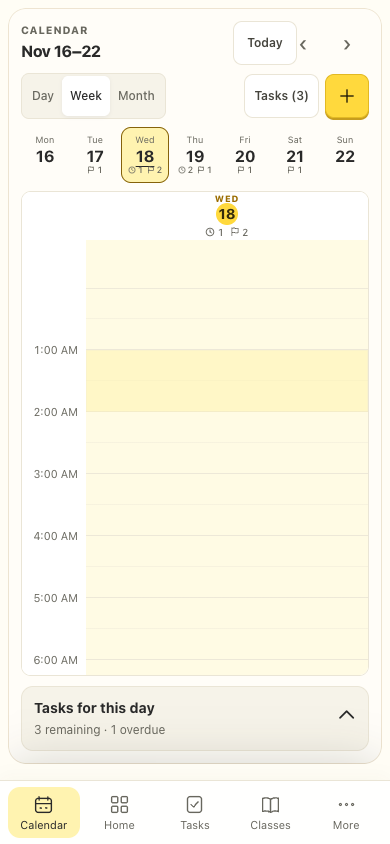 CALENDAR
Nov 16–22
Today
Day Week Month
Tasks (3)
Mon Tue Wed Thu Fri Sat Sun
16 17 18 19 20 21 22
1 1 2 2 1 1 1
WED
18
1 2
1:00 AM
2:00 AM
3:00 AM
4:00 AM
5:00 AM
6:00 AM
Tasks for this day
3 remaining · 1 overdue
Calendar Home Tasks Classes More